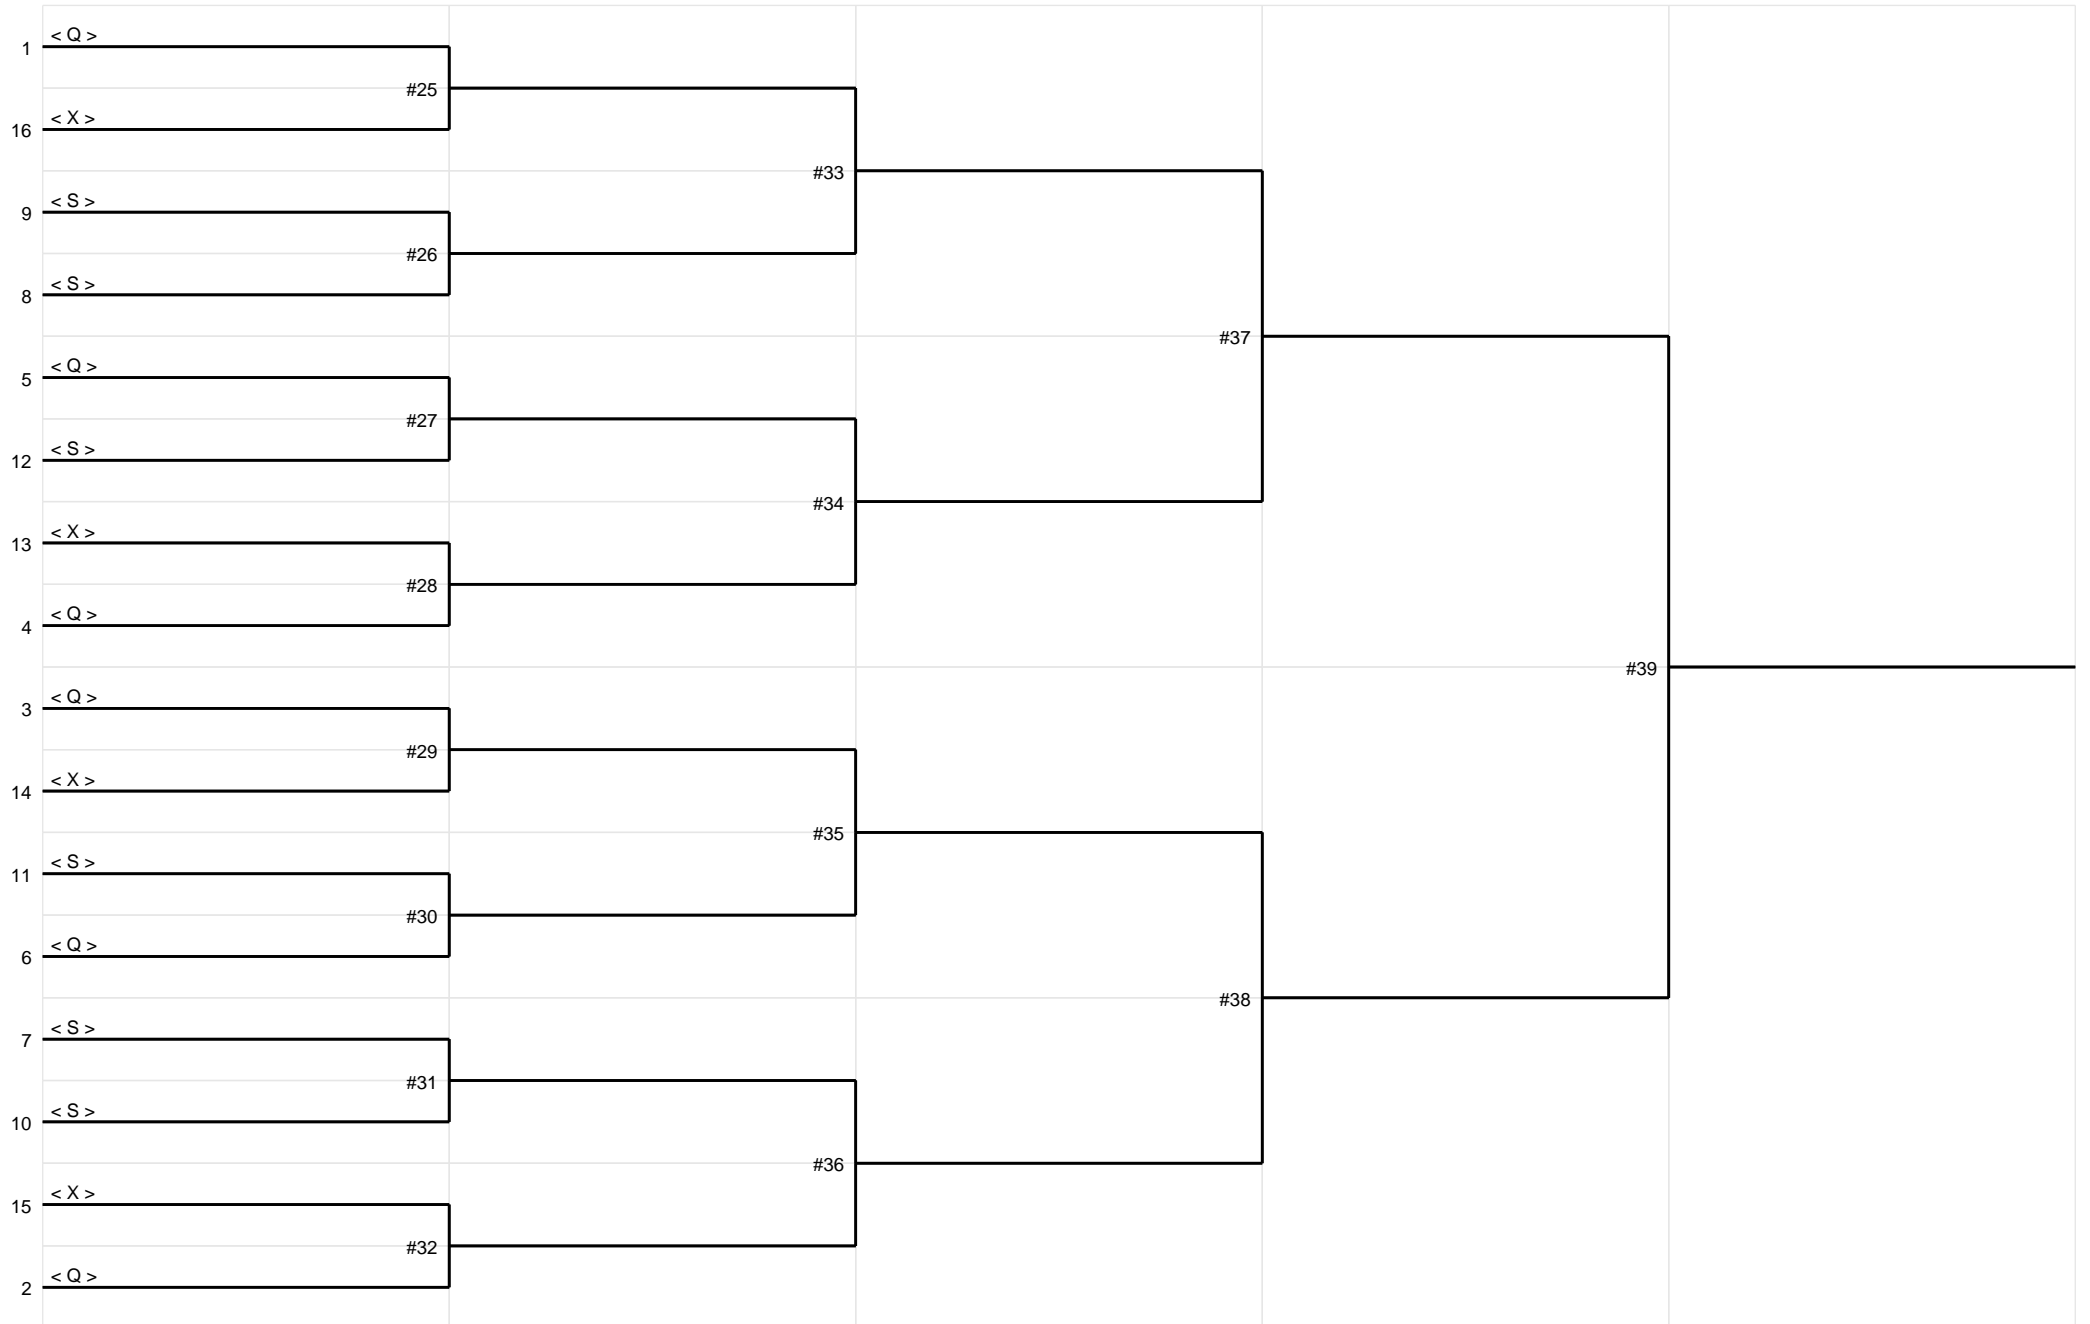 < Q >
1
#25
< X >
16
#33
< S >
9
#26
< S >
8
#37
< Q >
5
#27
< S >
12
#34
< X >
13
#28
< Q >
4
#39
< Q >
3
#29
< X >
14
#35
< S >
11
#30
< Q >
6
#38
< S >
7
#31
< S >
10
#36
< X >
15
#32
< Q >
2